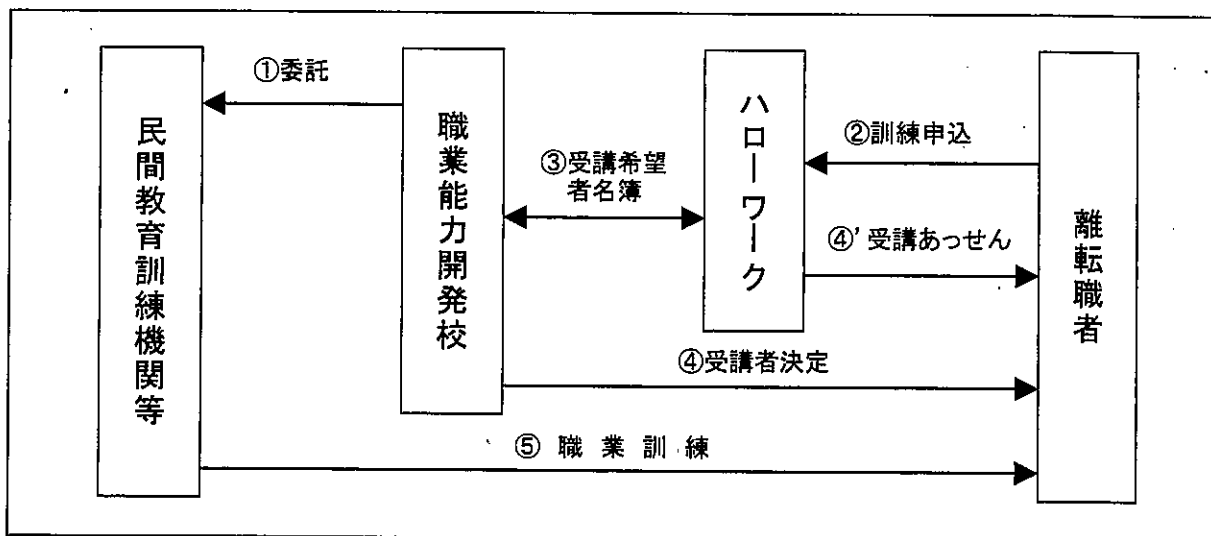 民間教育訓練機関等
①委託
職業能力開発校
③受講希望
者名簿
ハローワーク
②訓練申込
④'受講あっせん
離転職者
④受講者決定
⑤職業訓練